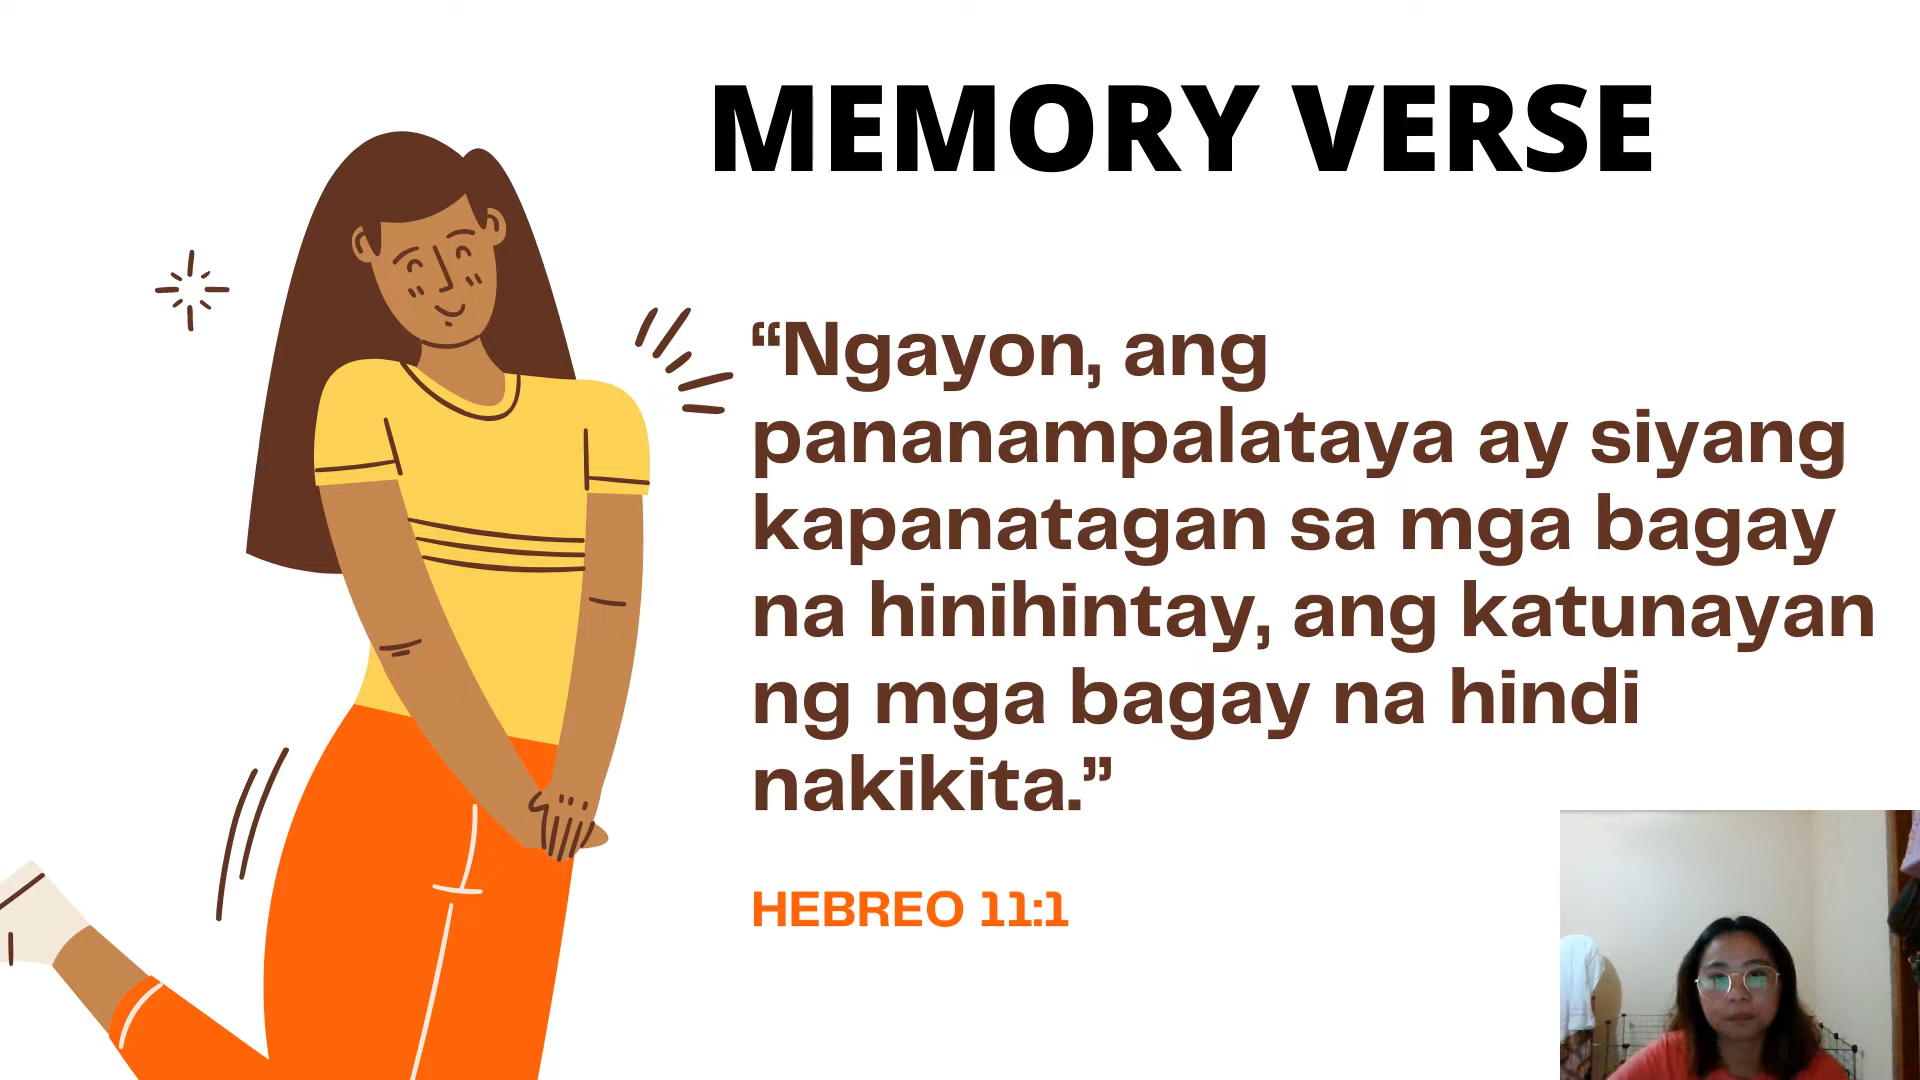 MEMORY VERSE
“Ngayon, ang
pananampalataya ay siyang
kapanatagan sa mga bagay
na hinihintay, ang katunayan
ng mga bagay na hindi
nakikita.”
HEBREO 11:1